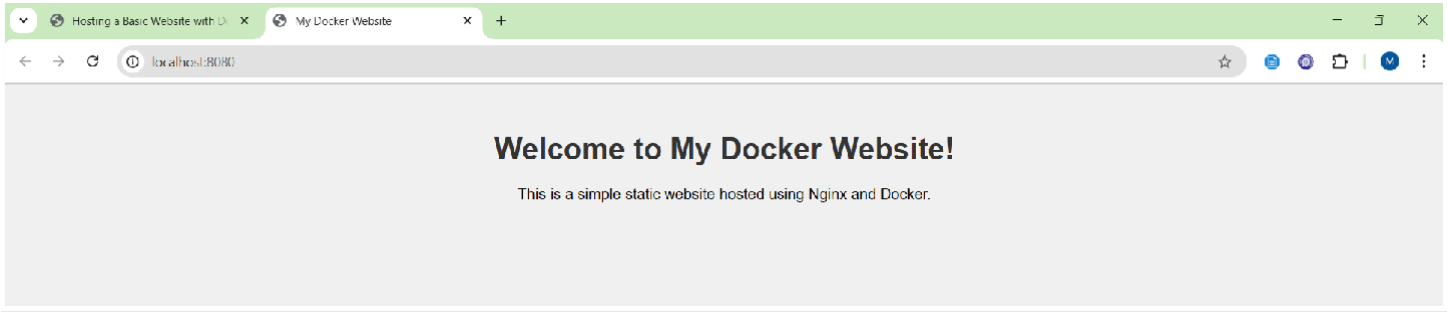 Hosting a Basic Website with D
My Docker Website
localhost:8080
M
Welcome to My Docker Website!
This is a simple static website hosted using Nginx and Docker.